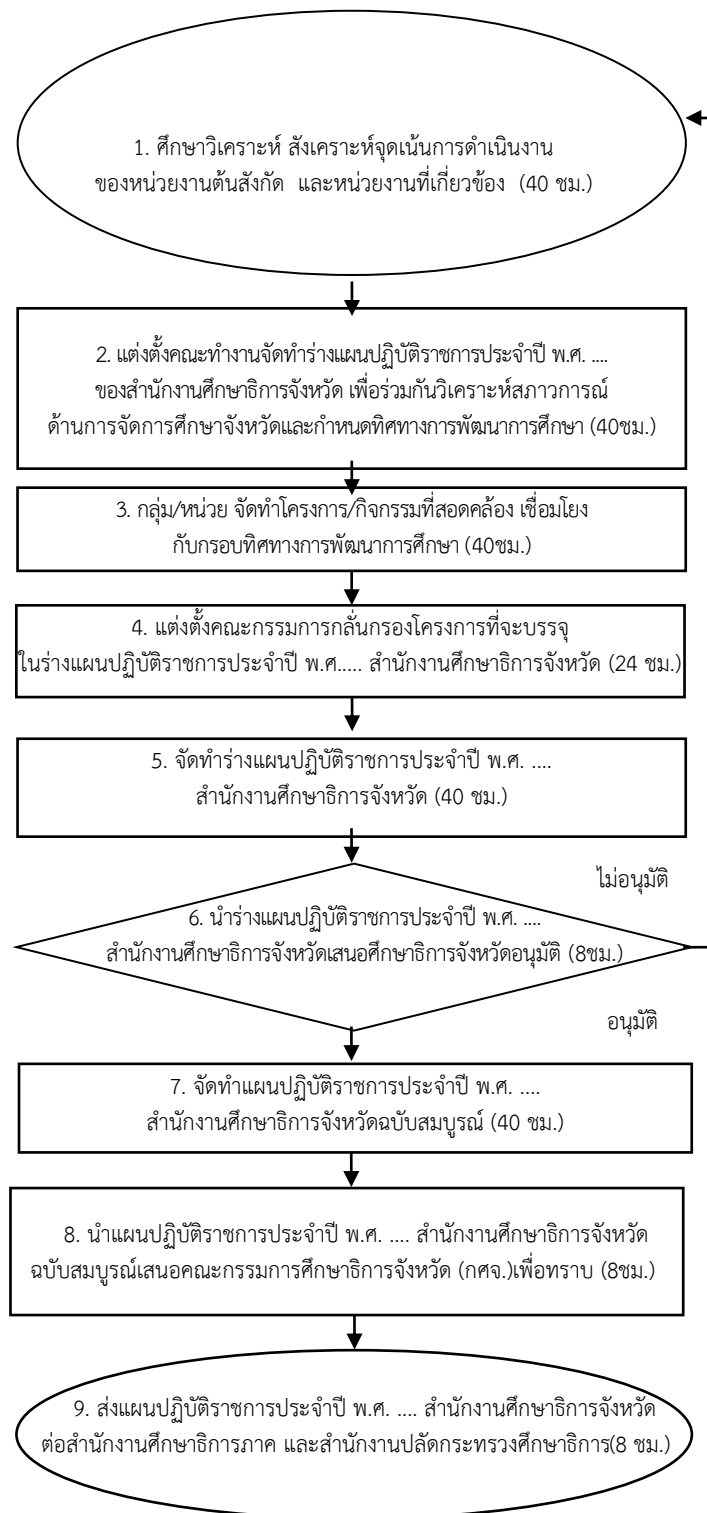 1. ศึกษาวิเคราะห์ สังเคราะห์จุดเน้นการดำเนินงาน
ของหน่วยงานต้นสังกัด และหน่วยงานที่เกี่ยวข้อง (40 ชม.)
2. แต่งตั้งคณะทำงานจัดทำร่างแผนปฏิบัติราชการประจำปี พ.ศ. ....
ของสำนักงานศึกษาธิการจังหวัด เพื่อร่วมกันวิเคราะห์สภาวการณ์
ด้านการจัดการศึกษาจังหวัดและกำหนดทิศทางการพัฒนาการศึกษา (40ชม.)
3. กลุ่ม/หน่วย จัดทำโครงการ/กิจกรรมที่สอดคล้อง เชื่อมโยง
กับกรอบทิศทางการพัฒนาการศึกษา (40ชม.)
4. แต่งตั้งคณะกรรมการกลั่นกรองโครงการที่จะบรรจุ
ในร่างแผนปฏิบัติราชการประจำปี พ.ศ..... สำนักงานศึกษาธิการจังหวัด (24 ชม.)
5. จัดทำร่างแผนปฏิบัติราชการประจำปี พ.ศ. ....
สำนักงานศึกษาธิการจังหวัด (40 ชม.)
ไม่อนุมัติ
6. นำร่างแผนปฏิบัติราชการประจำปี พ.ศ. ....
สำนักงานศึกษาธิการจังหวัดเสนอศึกษาธิการจังหวัดอนุมัติ (8ชม.)
อนุมัติ
7. จัดทำแผนปฏิบัติราชการประจำปี พ.ศ. ....
สำนักงานศึกษาธิการจังหวัดฉบับสมบูรณ์ (40 ชม.)
8. นำแผนปฏิบัติราชการประจำปี พ.ศ. .... สำนักงานศึกษาธิการจังหวัด
ฉบับสมบูรณ์เสนอคณะกรรมการศึกษาธิการจังหวัด (กศจ.)เพื่อทราบ (8ชม.)
9. ส่งแผนปฏิบัติราชการประจำปี พ.ศ. .... สำนักงานศึกษาธิการจังหวัด
ต่อสำนักงานศึกษาธิการภาค และสำนักงานปลัดกระทรวงศึกษาธิการ(8 ชม.)